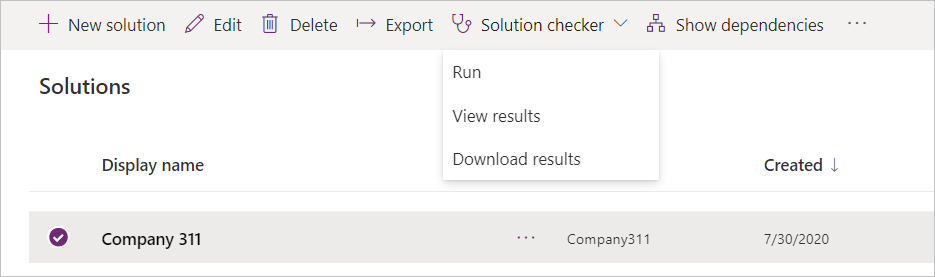 New solution Edit Delete Export Solution checker Show dependencies ...
Run
Solutions
View results
Download results
Display name Created ↓
Company 311 ... Company311 7/30/2020